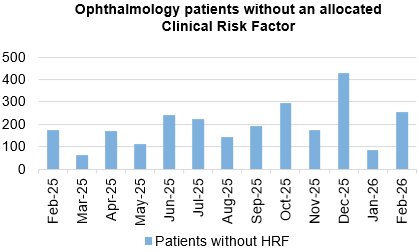 Ophthalmology patients without an allocated
Clinical Risk Factor
500
400
300
200
100
0
Feb-25
Mar-25
Apr-25
May-25
Jun-25
Jul-25
Aug-25
Sep-25
Oct-25
Nov-25
Dec-25
Jan-26
Feb-26
Patients without HRF